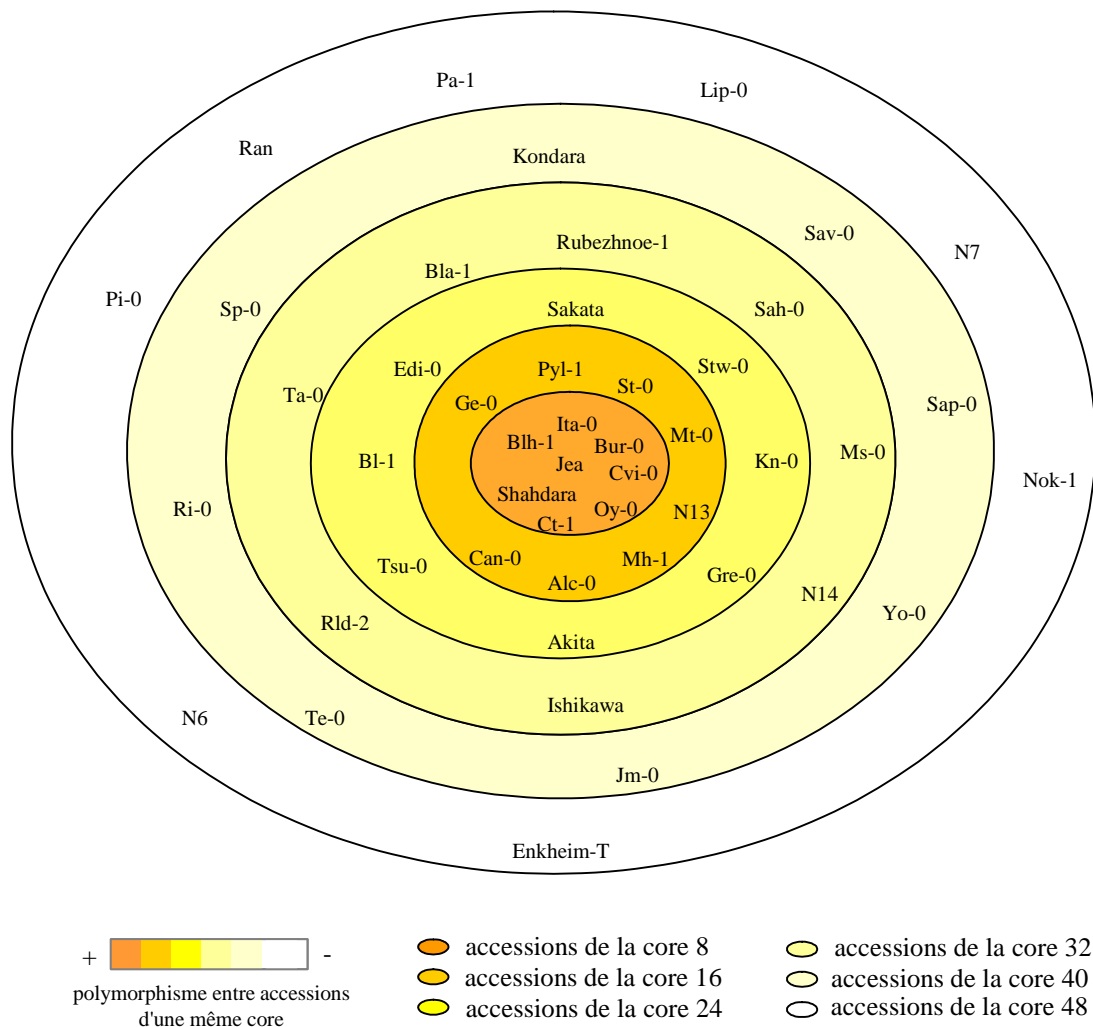 Pa-1
Lip-0
Ran
Kondara
Sav-0
Rubezhnoe-1
N7
Bla-1
Pi-0
Sp-0
Sakata
Sah-0
Edi-0
Pyl-1
Stw-0
St-0
Ta-0
Ge-0
Sap-0
Ita-0
Mt-0
Blh-1
Bur-0
Ms-0
Bl-1
Jea
Kn-0
Cvi-0
Nok-1
Shahdara
Ri-0
Oy-0
N13
Ct-1
Can-0
Mh-1
Tsu-0
Gre-0
Alc-0
N14
Yo-0
Rld-2
Akita
Ishikawa
N6
Te-0
Jm-0
Enkheim-T
+ -
polymorphisme entre accessions
d'une même core
accessions de la core 8
accessions de la core 16
accessions de la core 24
accessions de la core 32
accessions de la core 40
accessions de la core 48